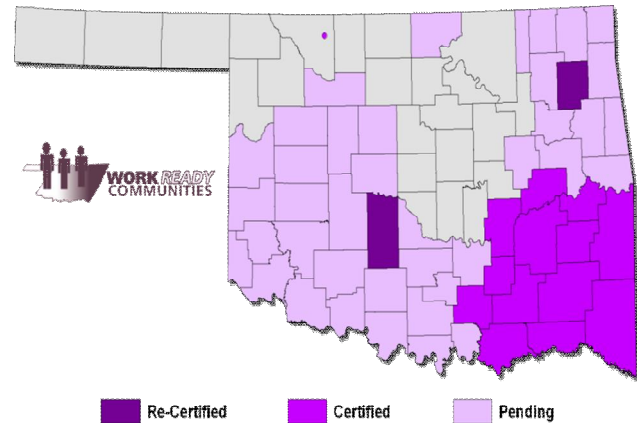 WORK READY
COMMUNITIES
Re-Certified
Certified
Pending